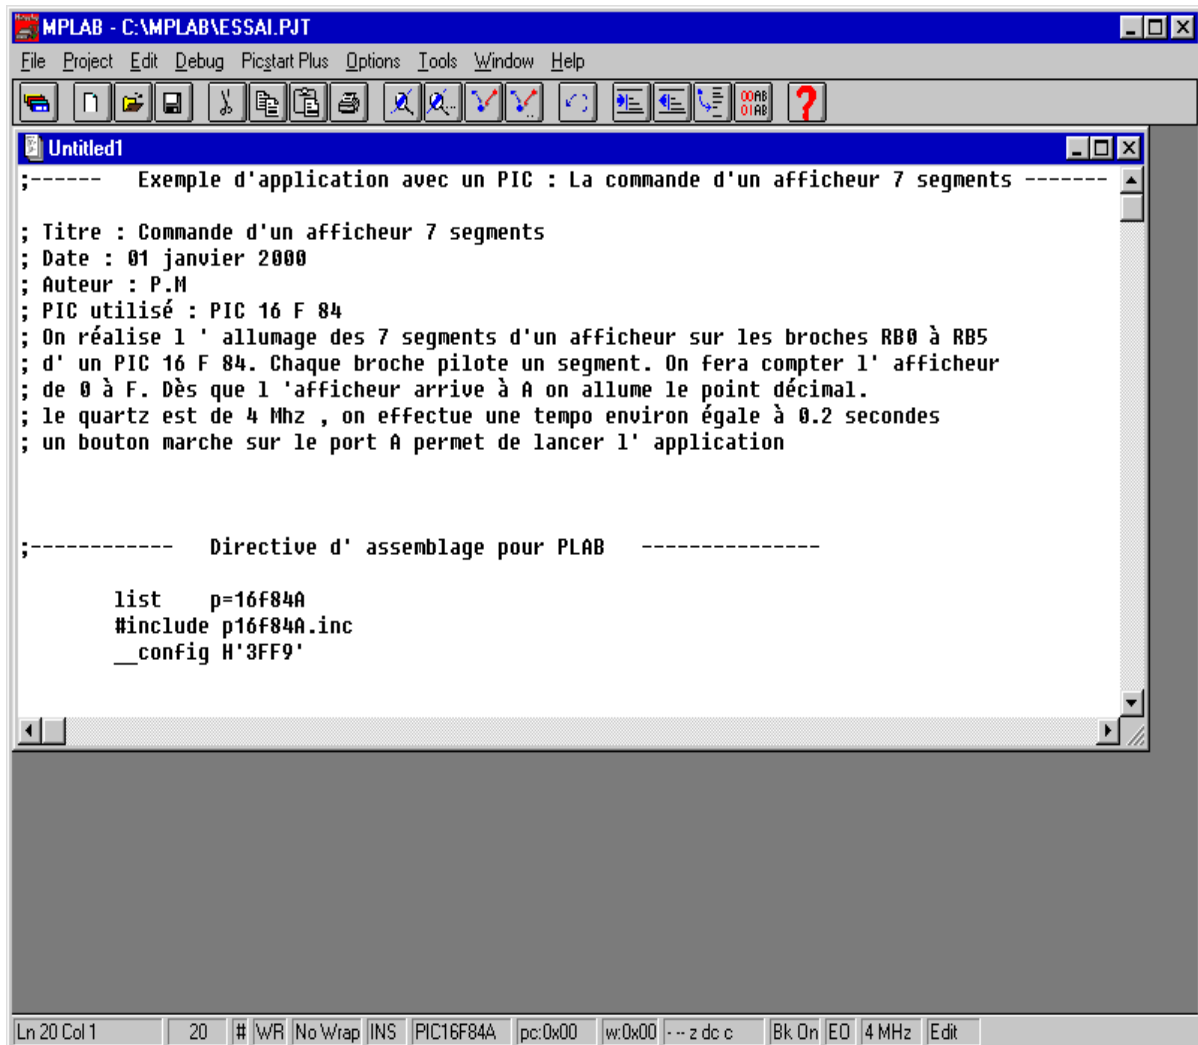 MPLAB - C:\MPLAB\ESSAI.PJT
File Project Edit Debug Picstart Plus Options Tools Window Help
00AB
01AB
Untitled1
;------ Exemple d'application avec un PIC : La commande d'un afficheur 7 segments -------
; Titre : Commande d'un afficheur 7 segments
; Date : 01 janvier 2000
; Auteur : P.M
; PIC utilisé : PIC 16 F 84
; On réalise l ' allumage des 7 segments d'un afficheur sur les broches RB0 à RB5
; d' un PIC 16 F 84. Chaque broche pilote un segment. On fera compter l' afficheur
; de 0 à F. Dès que l 'afficheur arrive à A on allume le point décimal.
; le quartz est de 4 Mhz , on effectue une tempo environ égale à 0.2 secondes
; un bouton marche sur le port A permet de lancer l' application
;------------ Directive d' assemblage pour PLAB ---------------
list p=16f84A
#include p16f84A.inc
__config H'3FF9'
Ln 20 Col 1 20 # WR No Wrap INS PIC16F84A pc:0x00 w:0x00 - -- z dc c Bk On EO 4 MHz Edit